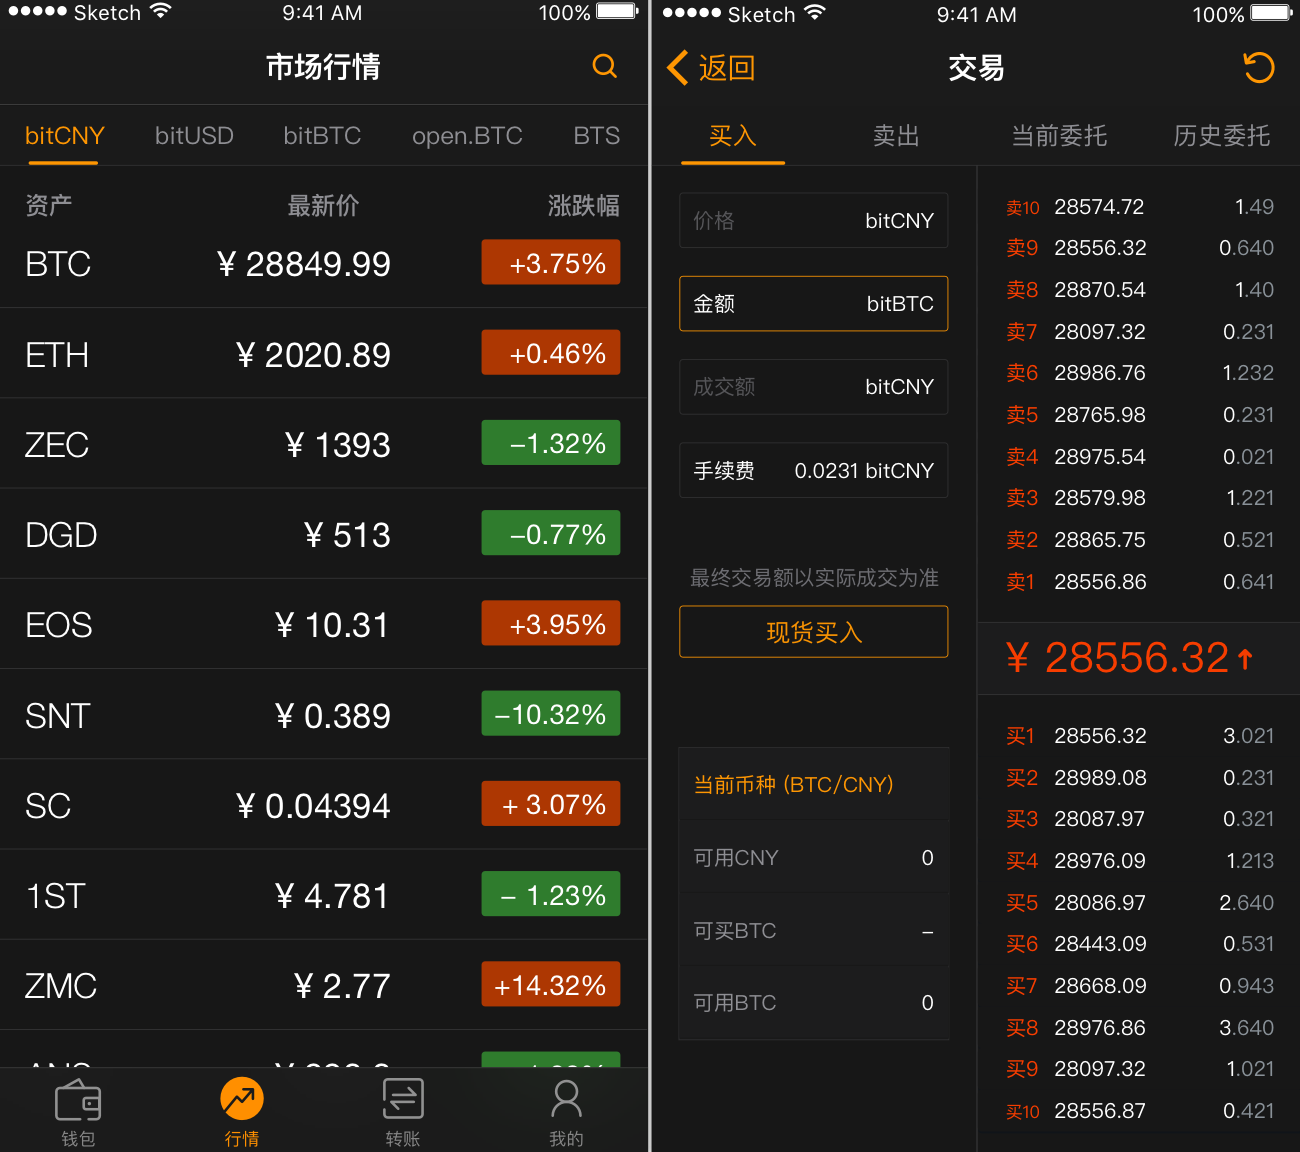 Sketch 9:41 AM 100%
市场行情
bitCNY bitUSD bitBTC open.BTC BTS
资产 最新价 涨跌幅
BTC ¥ 28849.99 +3.75%
ETH ¥ 2020.89 +0.46%
ZEC ¥ 1393 –1.32%
DGD ¥ 513 –0.77%
EOS ¥ 10.31 +3.95%
SNT ¥ 0.389 –10.32%
SC ¥ 0.04394 + 3.07%
1ST ¥ 4.781 – 1.23%
ZMC ¥ 2.77 +14.32%
钱包 行情 转账 我的
Sketch 9:41 AM 100%
返回 交易
买入 卖出 当前委托 历史委托
价格 bitCNY
金额 bitBTC
成交额 bitCNY
手续费 0.0231 bitCNY
最终交易额以实际成交为准
现货买入
当前币种 (BTC/CNY)
可用CNY 0
可买BTC –
可用BTC 0
卖10 28574.72 1.49
卖9 28556.32 0.640
卖8 28870.54 1.40
卖7 28097.32 0.231
卖6 28986.76 1.232
卖5 28765.98 0.231
卖4 28975.54 0.021
卖3 28579.98 1.221
卖2 28865.75 0.521
卖1 28556.86 0.641
¥ 28556.32↑
买1 28556.32 3.021
买2 28989.08 0.231
买3 28087.97 0.321
买4 28976.09 1.213
买5 28086.97 2.640
买6 28443.09 0.531
买7 28668.09 0.943
买8 28976.86 3.640
买9 28097.32 1.021
买10 28556.87 0.421